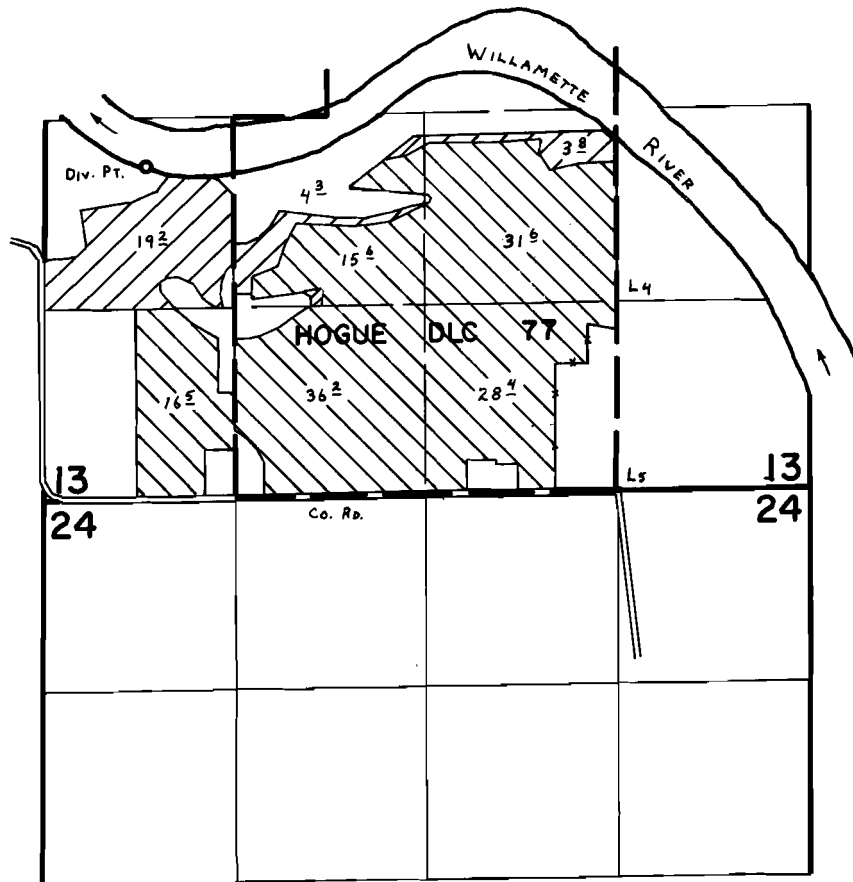 WILLAMETTE
RIVER
DIV. PT.
3 8
4 3
19 2
15 6
31 6
L4
HOGUE DLC 77
16 5
36 2
28 4
13
L5
13
24
24
CO. RD.